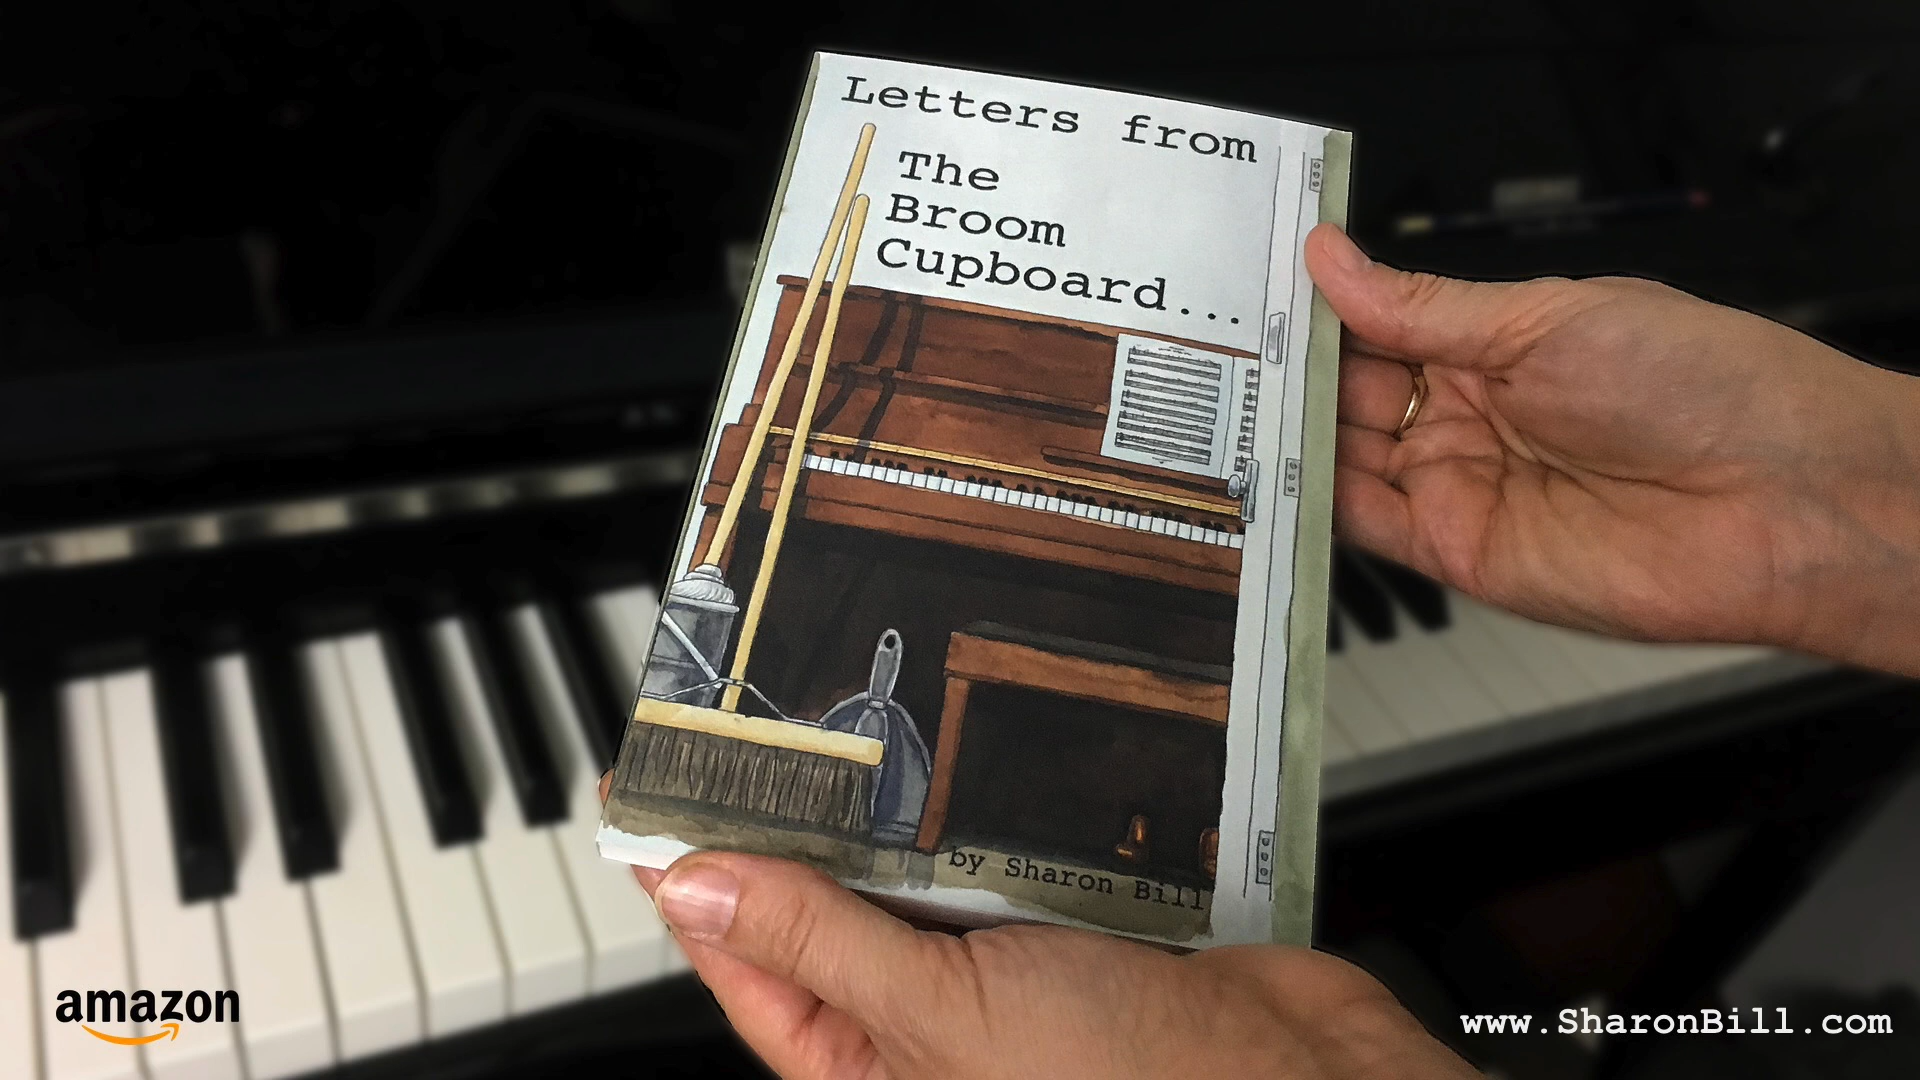 Letters from
The
Broom
Cupboard...
by Sharon Bill
amazon
www.SharonBill.com